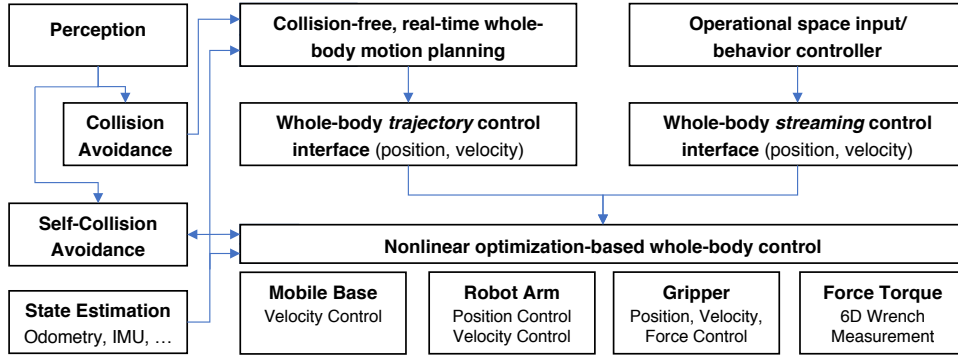 Perception
Collision
Avoidance
Self-Collision
Avoidance
State Estimation
Odometry, IMU, …
Collision-free, real-time whole-
body motion planning
Operational space input/
behavior controller
Whole-body trajectory control
interface (position, velocity)
Whole-body streaming control
interface (position, velocity)
Nonlinear optimization-based whole-body control
Mobile Base
Velocity Control
Robot Arm
Position Control
Velocity Control
Gripper
Position, Velocity,
Force Control
Force Torque
6D Wrench
Measurement